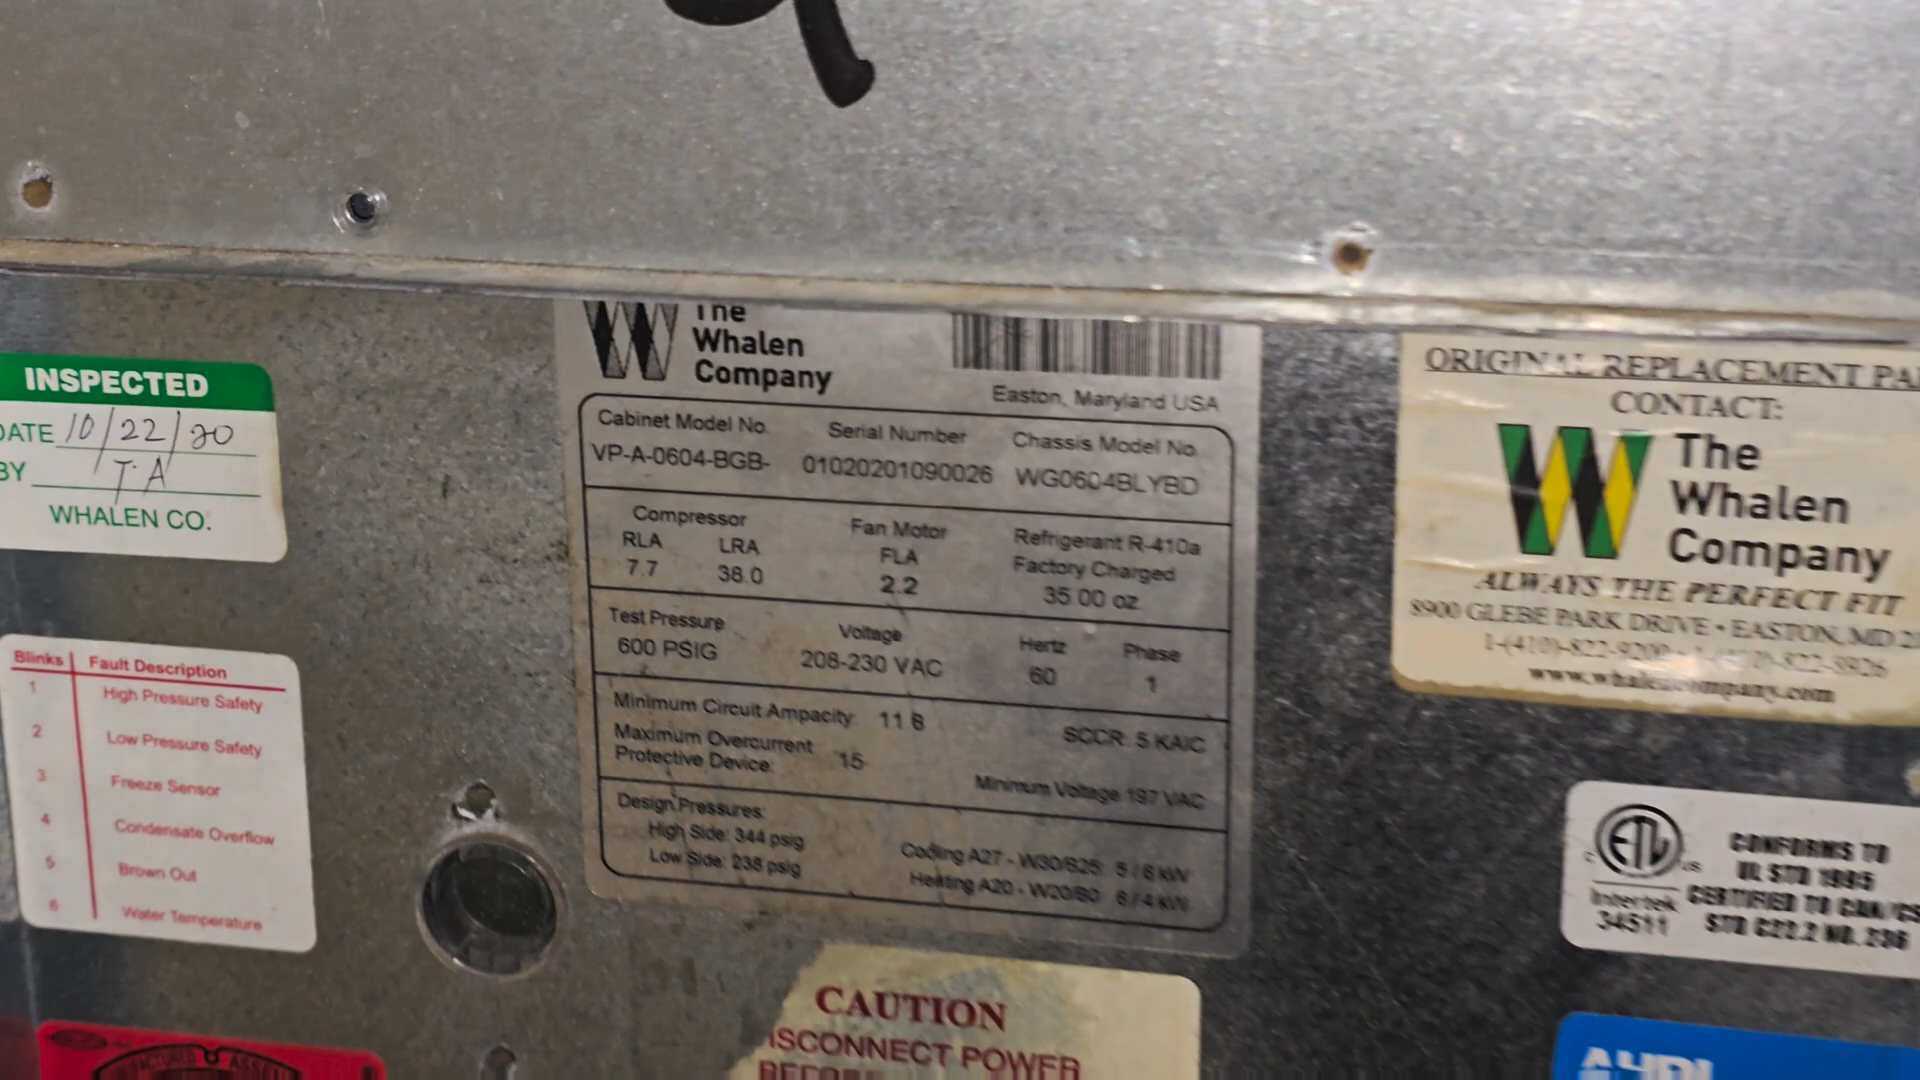 The
Whalen
Company
Easton, Maryland USA
Cabinet Model No. Serial Number Chassis Model No.
VP-A-0604-BGB- 01020201090026 WG0604BLYBD
Compressor Fan Motor Refrigerant R-410a
RLA LRA FLA Factory Charged
7.7 38.0 2.2 35.00 oz
Test Pressure Voltage Hertz Phase
600 PSIG 208-230 VAC 60 1
Minimum Circuit Ampacity: SCCR: 5 KAIC
Maximum Overcurrent
Protective Device: 15
Minimum Voltage 197 VAC
Design Pressures:
High Side: 344 psig
Low Side: 238 psig
Cooling A27 - W30/B25: 5 / 6 kW
Heating A20 - W20/B0: 6 / 4 kW
INSPECTED
DATE 10/22/20
BY T.A
WHALEN CO.
Blinks Fault Description
1 High Pressure Safety
2 Low Pressure Safety
3 Freeze Sensor
4 Condensate Overflow
5 Brown Out
6 Water Temperature
ORIGINAL REPLACEMENT PA
CONTACT:
The
Whalen
Company
ALWAYS THE PERFECT FIT
8900 GLEBE PARK DRIVE • EASTON, MD 2
1-(410)-822-9200
www.whalencompany.com
ETL
C US
Intertek
34511
CONFORMS TO
UL STD 1995
CERTIFIED TO CAN/CS
STD C22.2 NO. 236
CAUTION
ISCONNECT POWER
BEFORE
AHRI